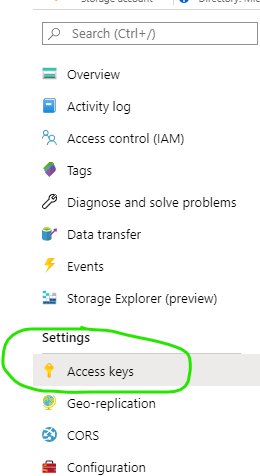 Storage account Directory: Mic
Search (Ctrl+/)
Overview
Activity log
Access control (IAM)
Tags
Diagnose and solve problems
Data transfer
Events
Storage Explorer (preview)
Settings
Access keys
Geo-replication
CORS
Configuration